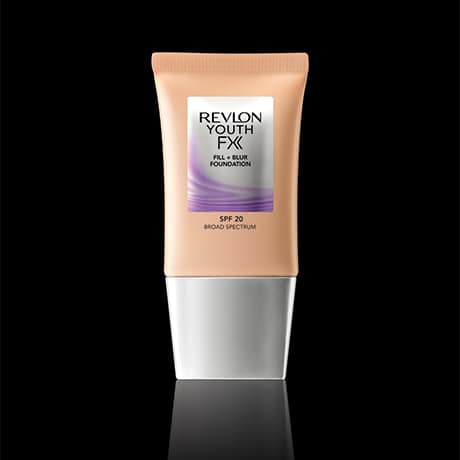 REVLON
YOUTH
FX
FILL + BLUR
FOUNDATION
SPF 20
BROAD SPECTRUM